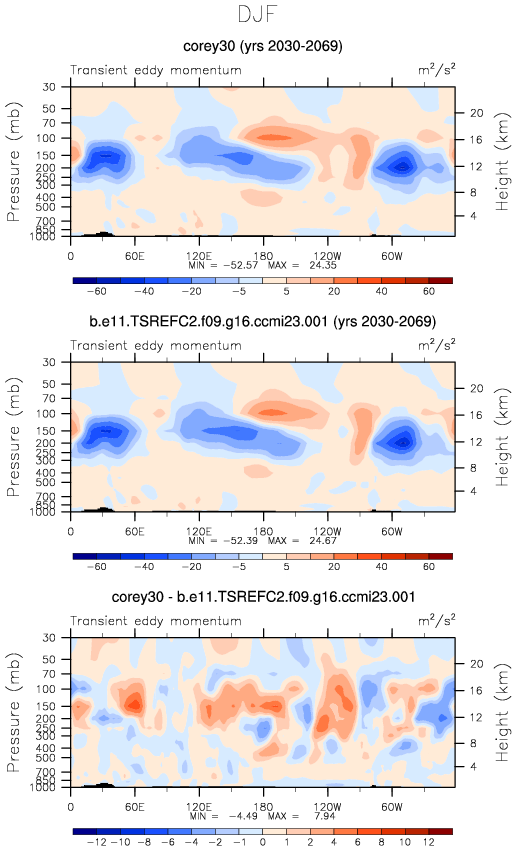 DJF
corey30 (yrs 2030-2069)
Transient eddy momentum m²/s²
Pressure (mb)
30
50
70
100
150
200
250
300
400
500
700
850
1000
Height (km)
20
16
12
8
4
0 60E 120E 180 120W 60W
MIN = -52.57 MAX = 24.35
-60 -40 -20 -5 5 20 40 60
b.e11.TSREFC2.f09.g16.ccmi23.001 (yrs 2030-2069)
Transient eddy momentum m²/s²
Pressure (mb)
30
50
70
100
150
200
250
300
400
500
700
850
1000
Height (km)
20
16
12
8
4
0 60E 120E 180 120W 60W
MIN = -52.39 MAX = 24.67
-60 -40 -20 -5 5 20 40 60
corey30 - b.e11.TSREFC2.f09.g16.ccmi23.001
Transient eddy momentum m²/s²
Pressure (mb)
30
50
70
100
150
200
250
300
400
500
700
850
1000
Height (km)
20
16
12
8
4
0 60E 120E 180 120W 60W
MIN = -4.49 MAX = 7.94
-12 -10 -8 -6 -4 -2 -1 0 1 2 4 6 8 10 12